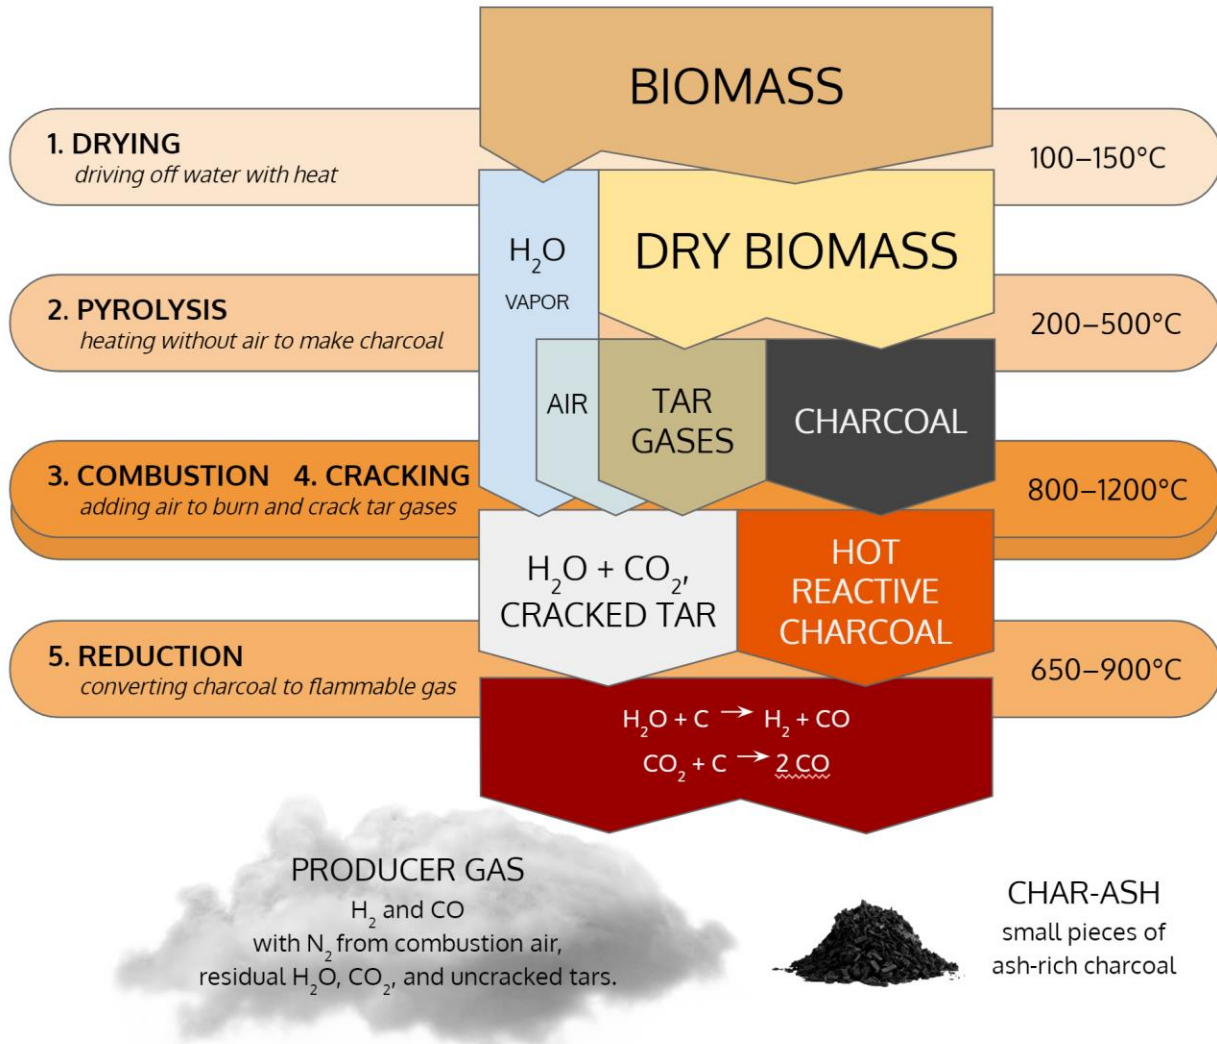 BIOMASS
1. DRYING
driving off water with heat
100–150°C
H₂O
VAPOR
DRY BIOMASS
2. PYROLYSIS
heating without air to make charcoal
200–500°C
AIR
TAR
GASES
CHARCOAL
3. COMBUSTION 4. CRACKING
adding air to burn and crack tar gases
800–1200°C
H₂O + CO₂,
CRACKED TAR
HOT
REACTIVE
CHARCOAL
5. REDUCTION
converting charcoal to flammable gas
650–900°C
H₂O + C → H₂ + CO
CO₂ + C → 2 CO
PRODUCER GAS
H₂ and CO
with N₂ from combustion air,
residual H₂O, CO₂, and uncracked tars.
CHAR-ASH
small pieces of
ash-rich charcoal